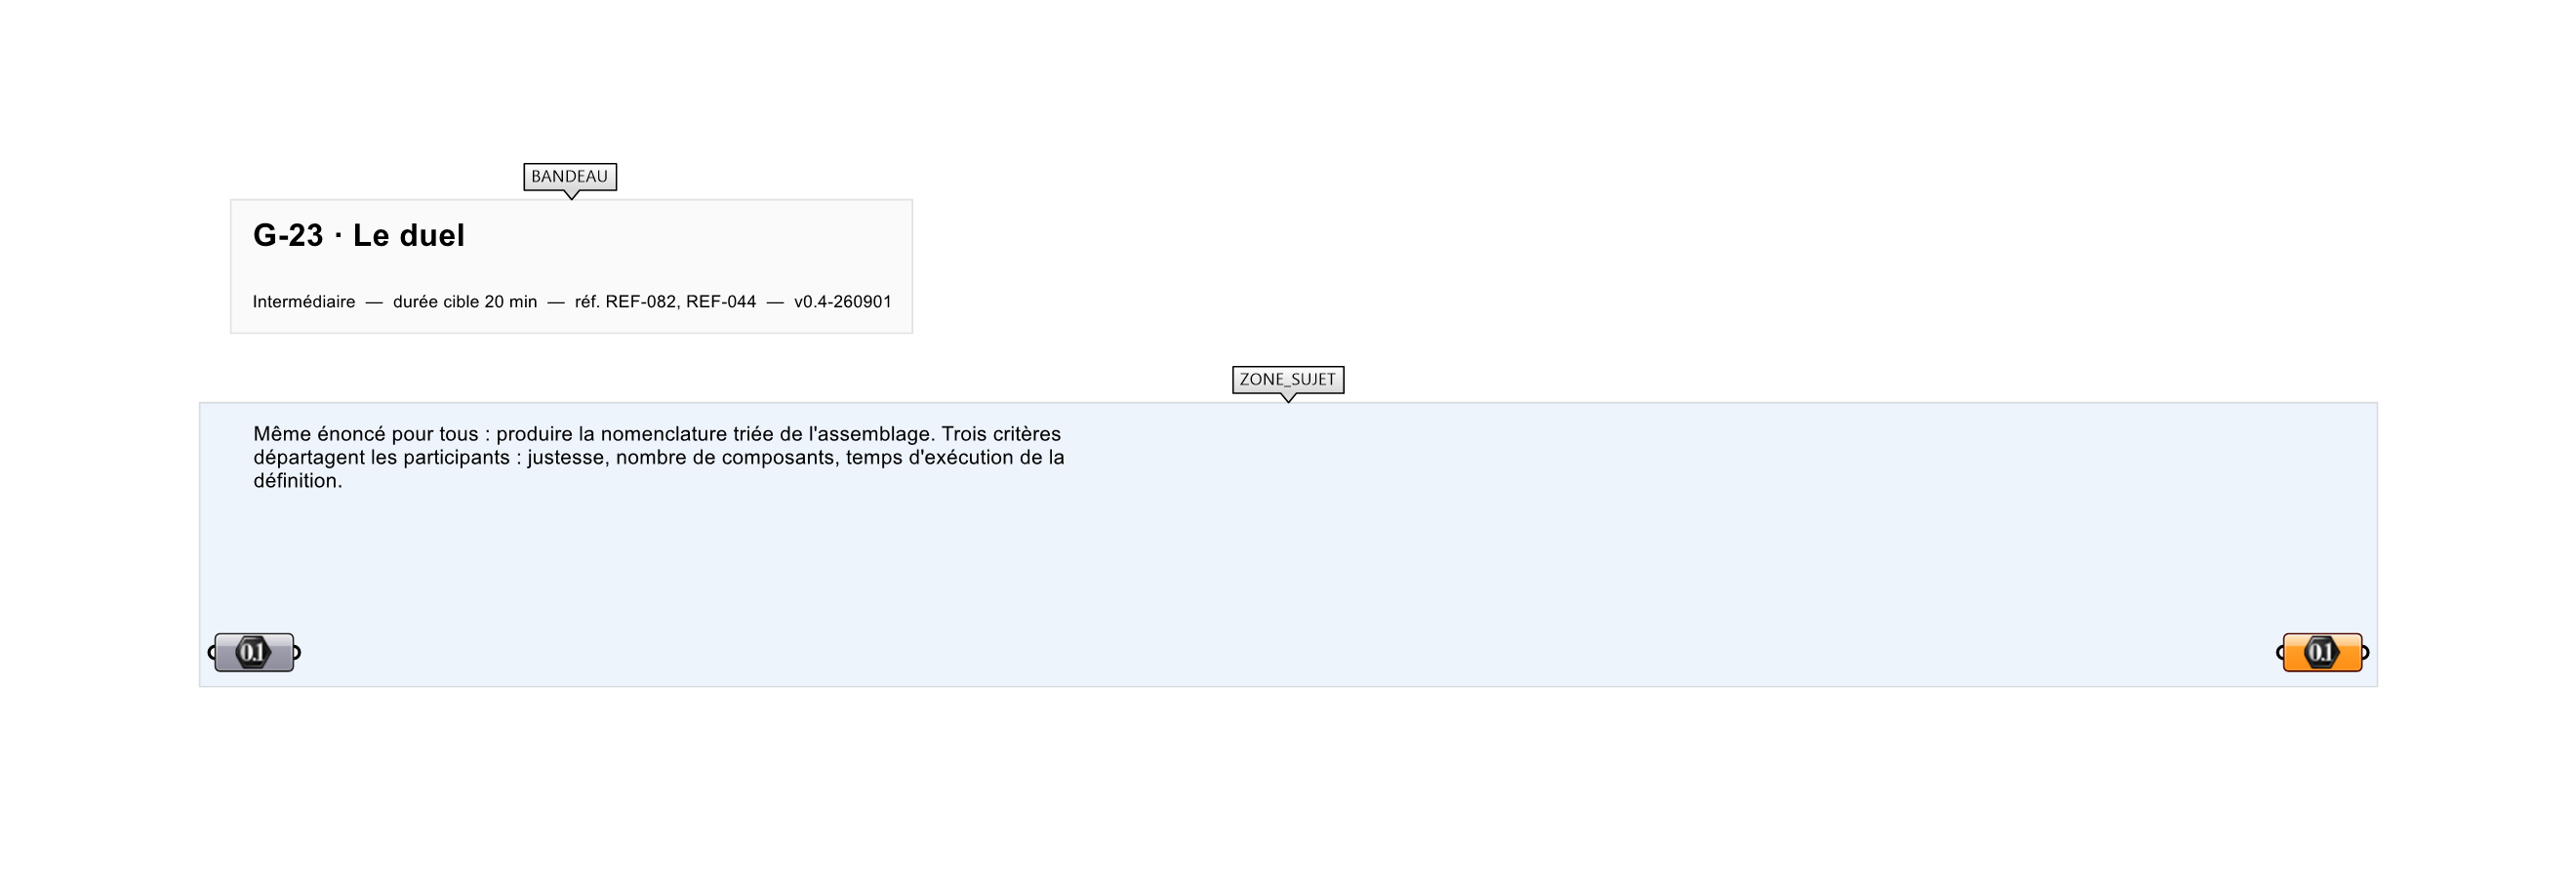 BANDEAU
G-23 · Le duel
Intermédiaire — durée cible 20 min — réf. REF-082, REF-044 — v0.4-260901
ZONE_SUJET
Même énoncé pour tous : produire la nomenclature triée de l'assemblage. Trois critères
départagent les participants : justesse, nombre de composants, temps d'exécution de la
définition.
0.1
0.1